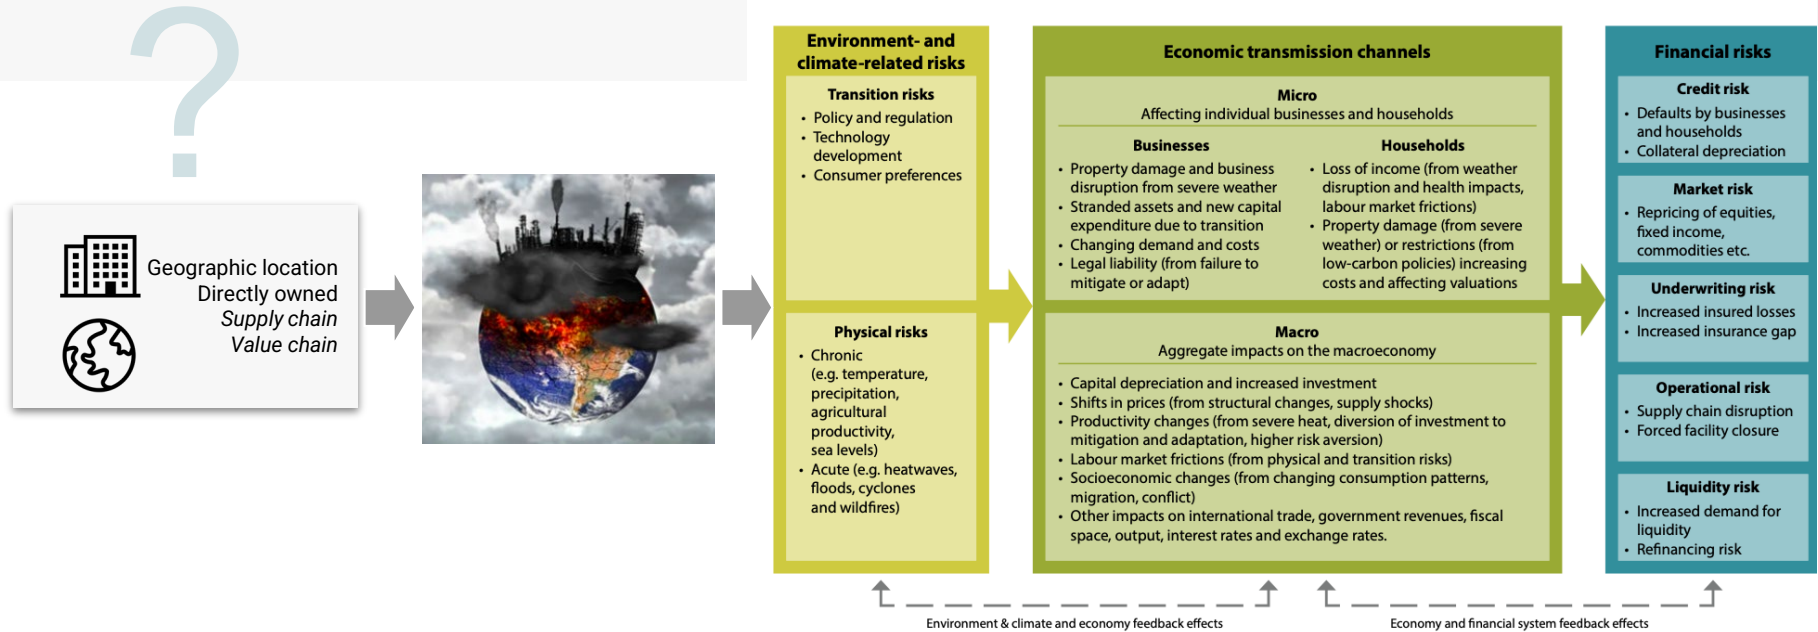 ?
Geographic location
Directly owned
Supply chain
Value chain
Environment- and
climate-related risks
Transition risks
• Policy and regulation
• Technology
development
• Consumer preferences
Physical risks
• Chronic
(e.g. temperature,
precipitation,
agricultural
productivity,
sea levels)
• Acute (e.g. heatwaves,
floods, cyclones
and wildfires)
Economic transmission channels
Micro
Affecting individual businesses and households
Businesses
• Property damage and business
disruption from severe weather
• Stranded assets and new capital
expenditure due to transition
• Changing demand and costs
• Legal liability (from failure to
mitigate or adapt)
Households
• Loss of income (from weather
disruption and health impacts,
labour market frictions)
• Property damage (from severe
weather) or restrictions (from
low-carbon policies) increasing
costs and affecting valuations
Macro
Aggregate impacts on the macroeconomy
• Capital depreciation and increased investment
• Shifts in prices (from structural changes, supply shocks)
• Productivity changes (from severe heat, diversion of investment to
mitigation and adaptation, higher risk aversion)
• Labour market frictions (from physical and transition risks)
• Socioeconomic changes (from changing consumption patterns,
migration, conflict)
• Other impacts on international trade, government revenues, fiscal
space, output, interest rates and exchange rates.
Financial risks
Credit risk
• Defaults by businesses
and households
• Collateral depreciation
Market risk
• Repricing of equities,
fixed income,
commodities etc.
Underwriting risk
• Increased insured losses
• Increased insurance gap
Operational risk
• Supply chain disruption
• Forced facility closure
Liquidity risk
• Increased demand for
liquidity
• Refinancing risk
Environment & climate and economy feedback effects
Economy and financial system feedback effects